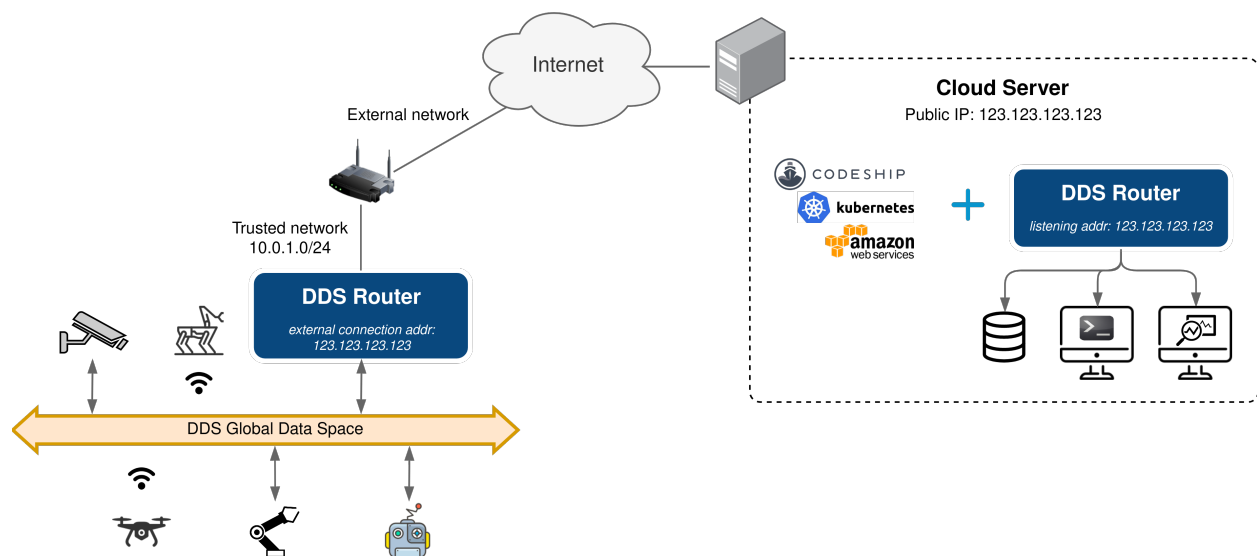 Internet
External network
Trusted network
10.0.1.0/24
DDS Router
external connection addr:
123.123.123.123
DDS Global Data Space
Cloud Server
Public IP: 123.123.123.123
CODESHIP
kubernetes
amazon
web services
+
DDS Router
listening addr: 123.123.123.123